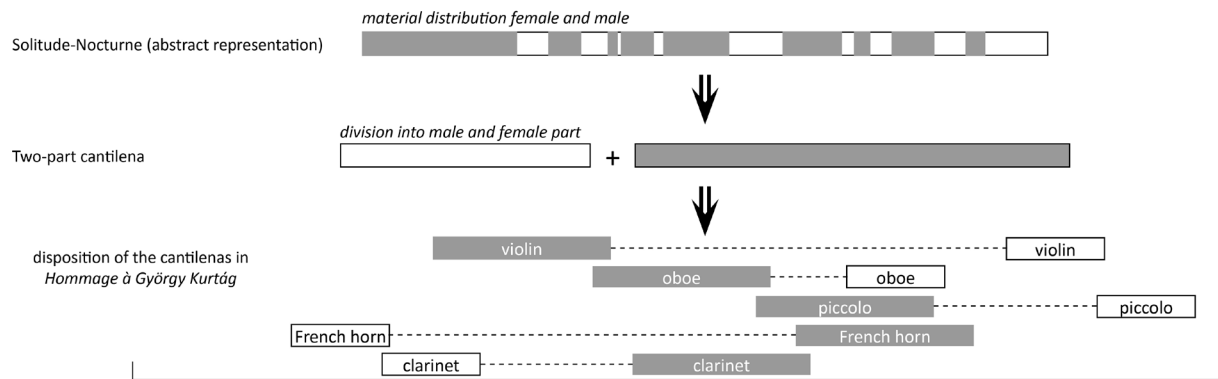 material distribution female and male
Solitude-Nocturne (abstract representation)
division into male and female part
Two-part cantilena
+
disposition of the cantilenas in
Hommage à György Kurtág
violin violin
oboe oboe
piccolo piccolo
French horn French horn
clarinet clarinet